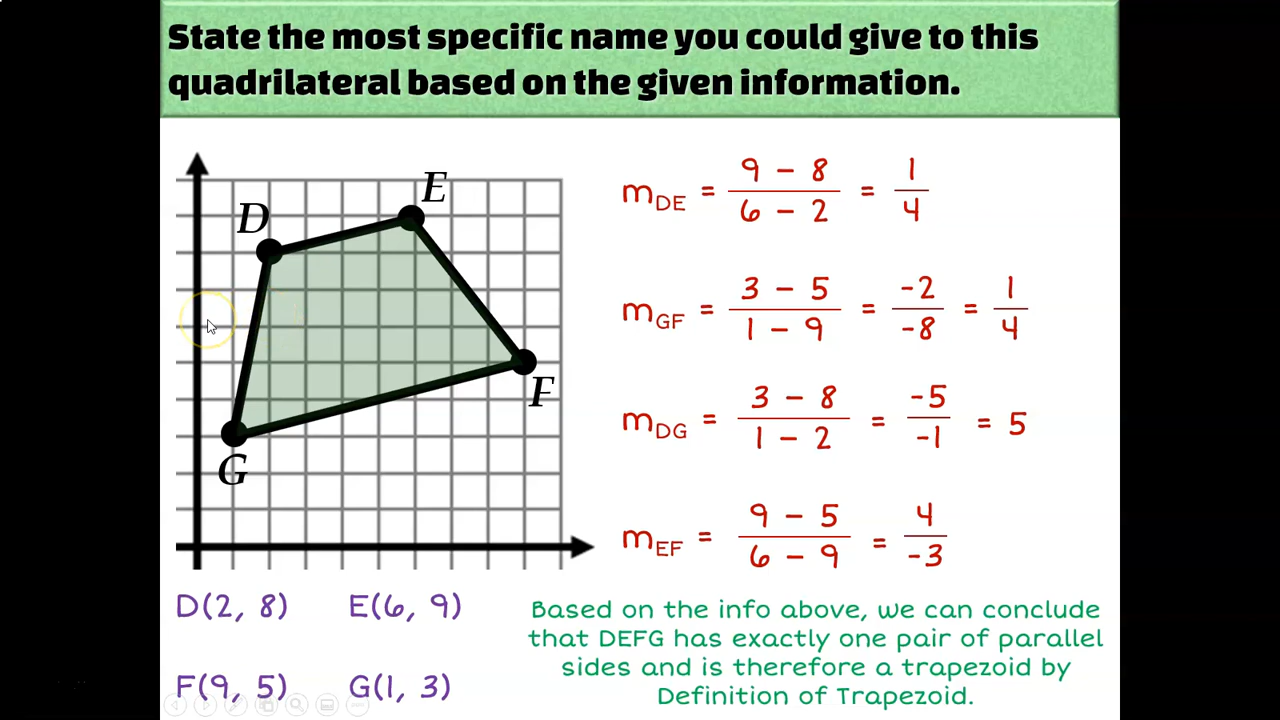 State the most specific name you could give to this
quadrilateral based on the given information.
D
E
F
G
m_DE = (9 - 8)/(6 - 2) = 1/4
m_GF = (3 - 5)/(1 - 9) = -2/-8 = 1/4
m_DG = (3 - 8)/(1 - 2) = -5/-1 = 5
m_EF = (9 - 5)/(6 - 9) = 4/-3
D(2, 8) E(6, 9)
F(9, 5) G(1, 3)
Based on the info above, we can conclude
that DEFG has exactly one pair of parallel
sides and is therefore a trapezoid by
Definition of Trapezoid.